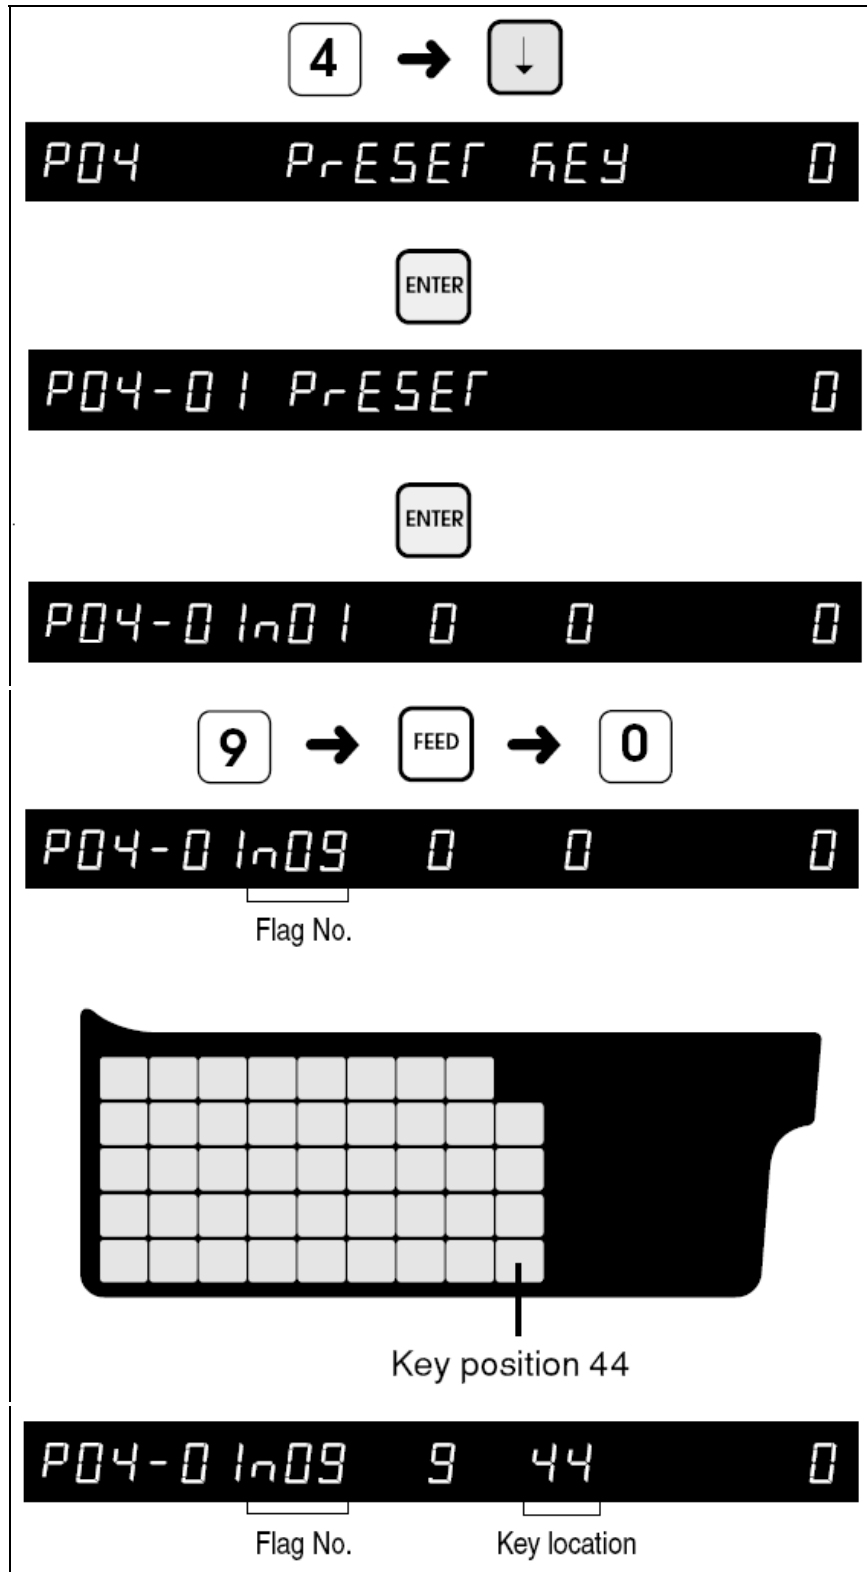 4 → ↓
P04 PrESET KEY 0
ENTER
P04-01 PrESET 0
ENTER
P04-01n01 0 0 0
9 → FEED → 0
P04-01n09 0 0 0
Flag No.
Key position 44
P04-01n09 9 44 0
Flag No. Key location